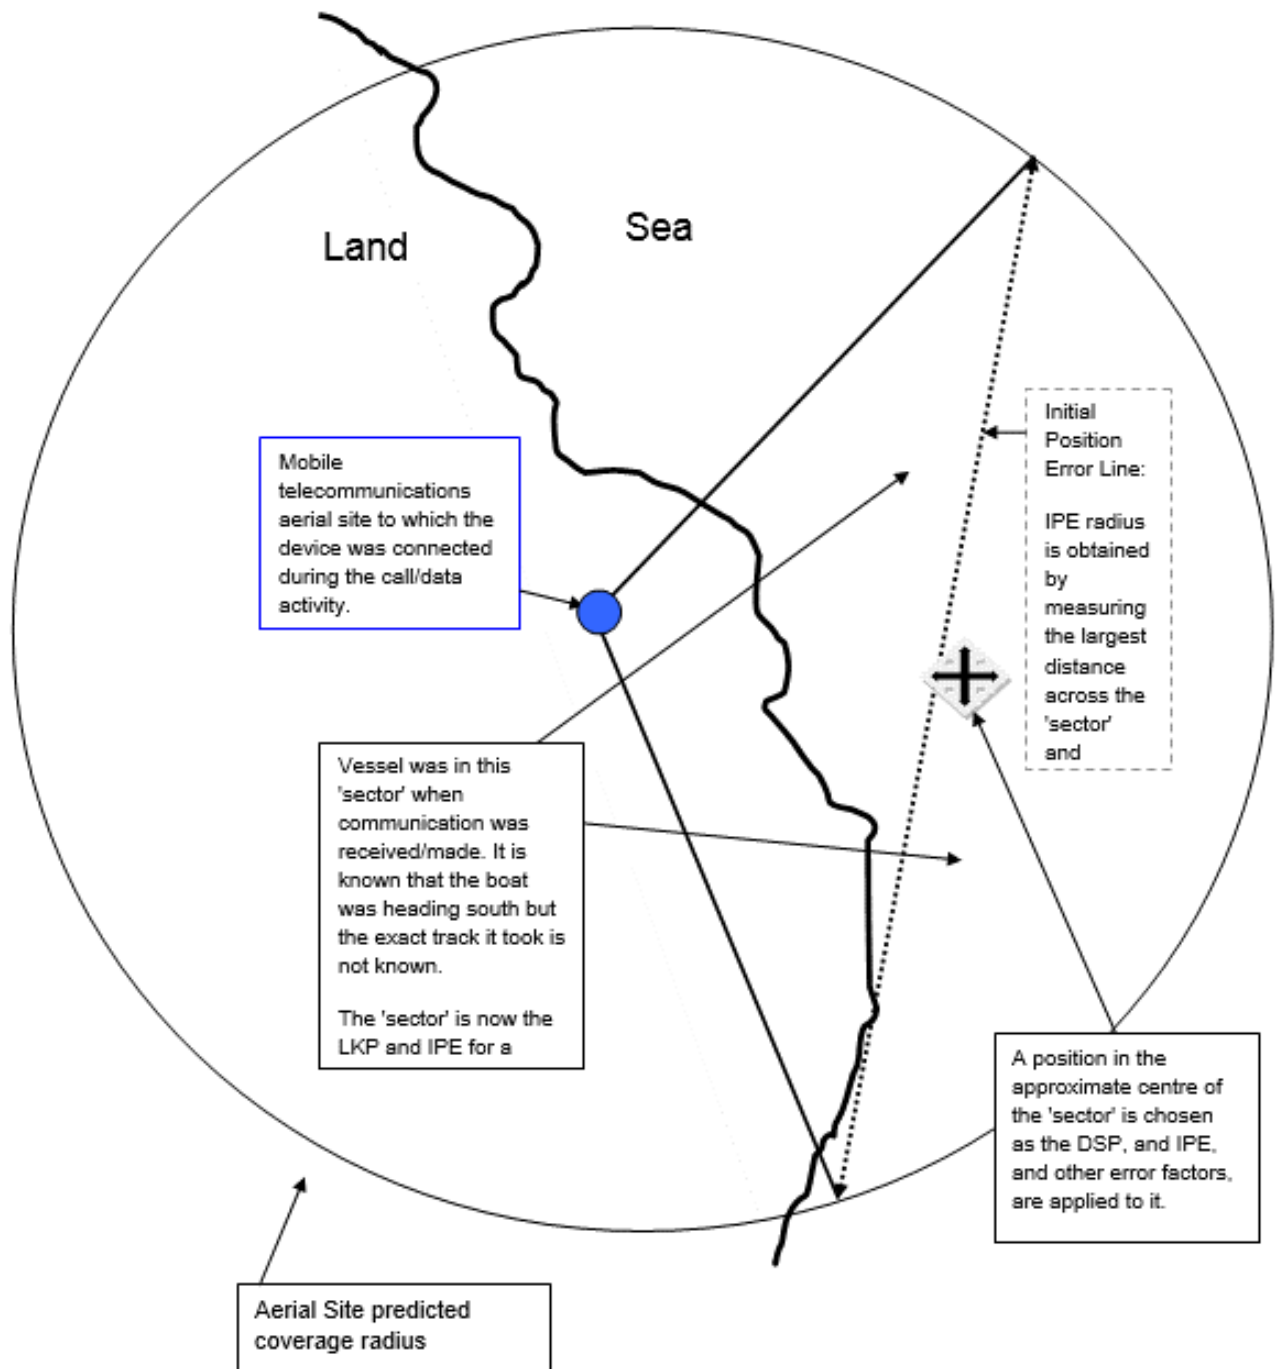 Land
Sea
Mobile
telecommunications
aerial site to which the
device was connected
during the call/data
activity.
Initial
Position
Error Line:
IPE radius
is obtained
by
measuring
the largest
distance
across the
'sector'
and
Vessel was in this
'sector' when
communication was
received/made. It is
known that the boat
was heading south but
the exact track it took is
not known.
The 'sector' is now the
LKP and IPE for a
A position in the
approximate centre of
the 'sector' is chosen
as the DSP, and IPE,
and other error factors,
are applied to it.
Aerial Site predicted
coverage radius